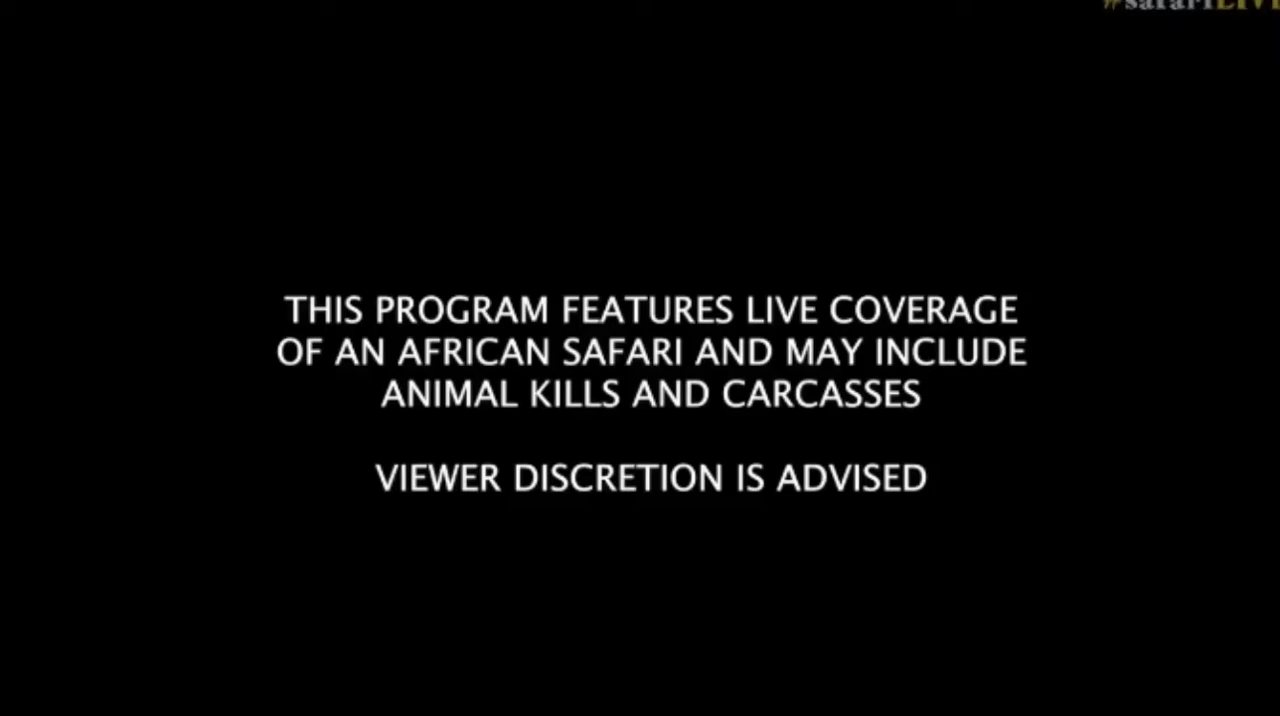 #safariLIVE
THIS PROGRAM FEATURES LIVE COVERAGE
OF AN AFRICAN SAFARI AND MAY INCLUDE
ANIMAL KILLS AND CARCASSES
VIEWER DISCRETION IS ADVISED